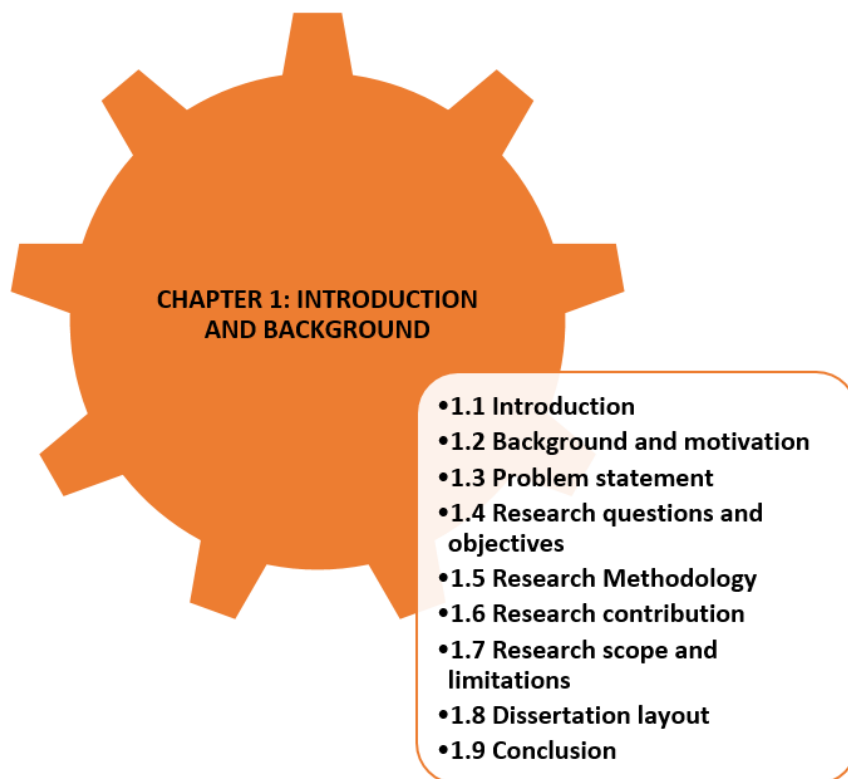 CHAPTER 1: INTRODUCTION
AND BACKGROUND
•1.1 Introduction
•1.2 Background and motivation
•1.3 Problem statement
•1.4 Research questions and
objectives
•1.5 Research Methodology
•1.6 Research contribution
•1.7 Research scope and
limitations
•1.8 Dissertation layout
•1.9 Conclusion